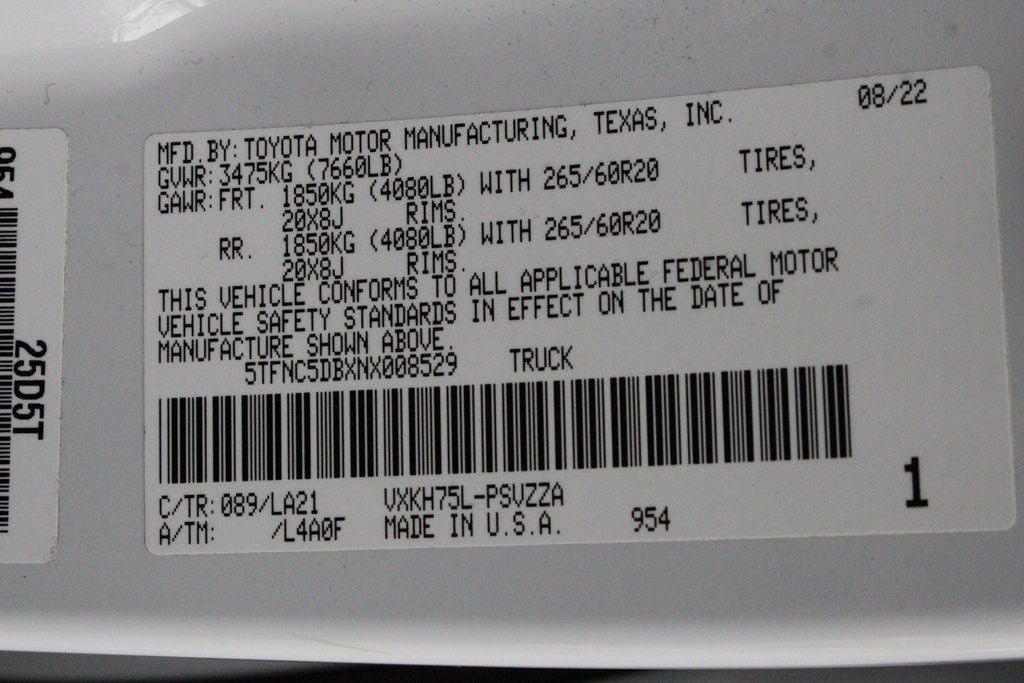 08/22
MFD.BY:TOYOTA MOTOR MANUFACTURING, TEXAS, INC.
GVWR:3475KG (7660LB)
GAWR:FRT. 1850KG (4080LB) WITH 265/60R20 TIRES,
20X8J RIMS.
RR. 1850KG (4080LB) WITH 265/60R20 TIRES,
20X8J RIMS.
THIS VEHICLE CONFORMS TO ALL APPLICABLE FEDERAL MOTOR
VEHICLE SAFETY STANDARDS IN EFFECT ON THE DATE OF
MANUFACTURE SHOWN ABOVE.
5TFNC5DBXNX008529 TRUCK
C/TR:089/LA21 VXKH75L-PSVZZA
A/TM: /L4A0F MADE IN U.S.A. 954
1
954
25D5T